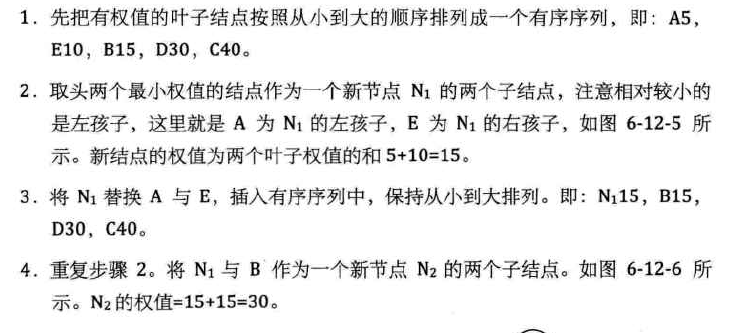 1. 先把有权值的叶子结点按照从小到大的顺序排列成一个有序序列，即：A5，
E10，B15，D30，C40。
2. 取头两个最小权值的结点作为一个新节点 N₁ 的两个子结点，注意相对较小的
是左孩子，这里就是 A 为 N₁ 的左孩子，E 为 N₁ 的右孩子，如图 6-12-5 所
示。新结点的权值为两个叶子权值的和 5+10=15。
3. 将 N₁ 替换 A 与 E，插入有序序列中，保持从小到大排列。即：N₁15，B15，
D30，C40。
4. 重复步骤 2。将 N₁ 与 B 作为一个新节点 N₂ 的两个子结点。如图 6-12-6 所
示。N₂ 的权值=15+15=30。